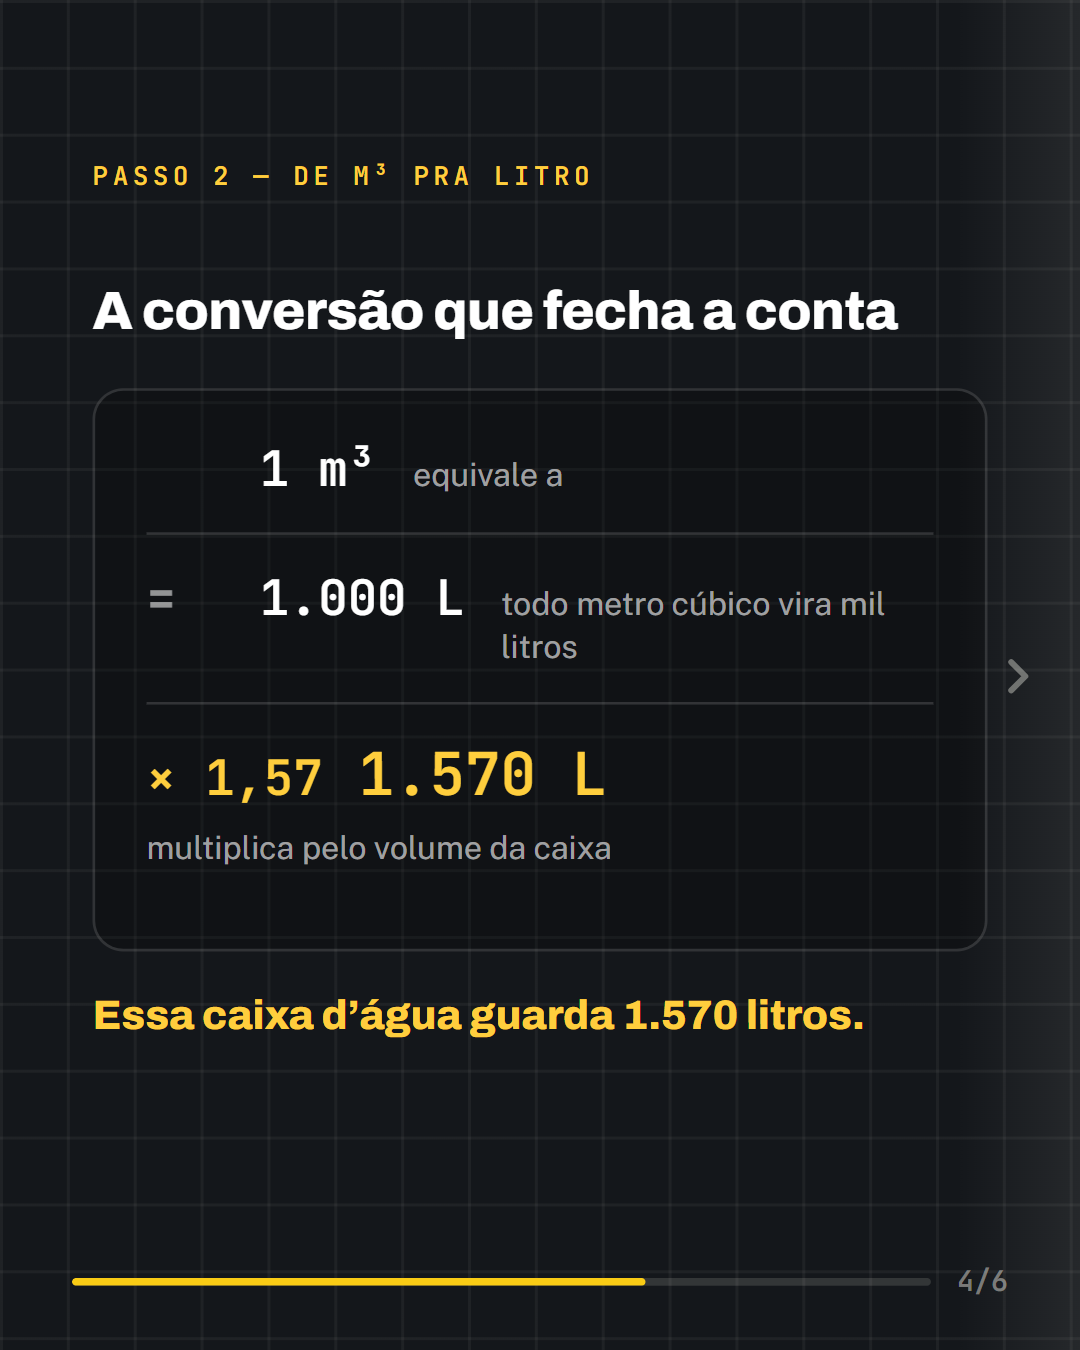 PASSO 2 — DE M³ PRA LITRO
A conversão que fecha a conta
1 m³ equivale a
= 1.000 L todo metro cúbico vira mil
litros
× 1,57 1.570 L
multiplica pelo volume da caixa
Essa caixa d’água guarda 1.570 litros.
4/6